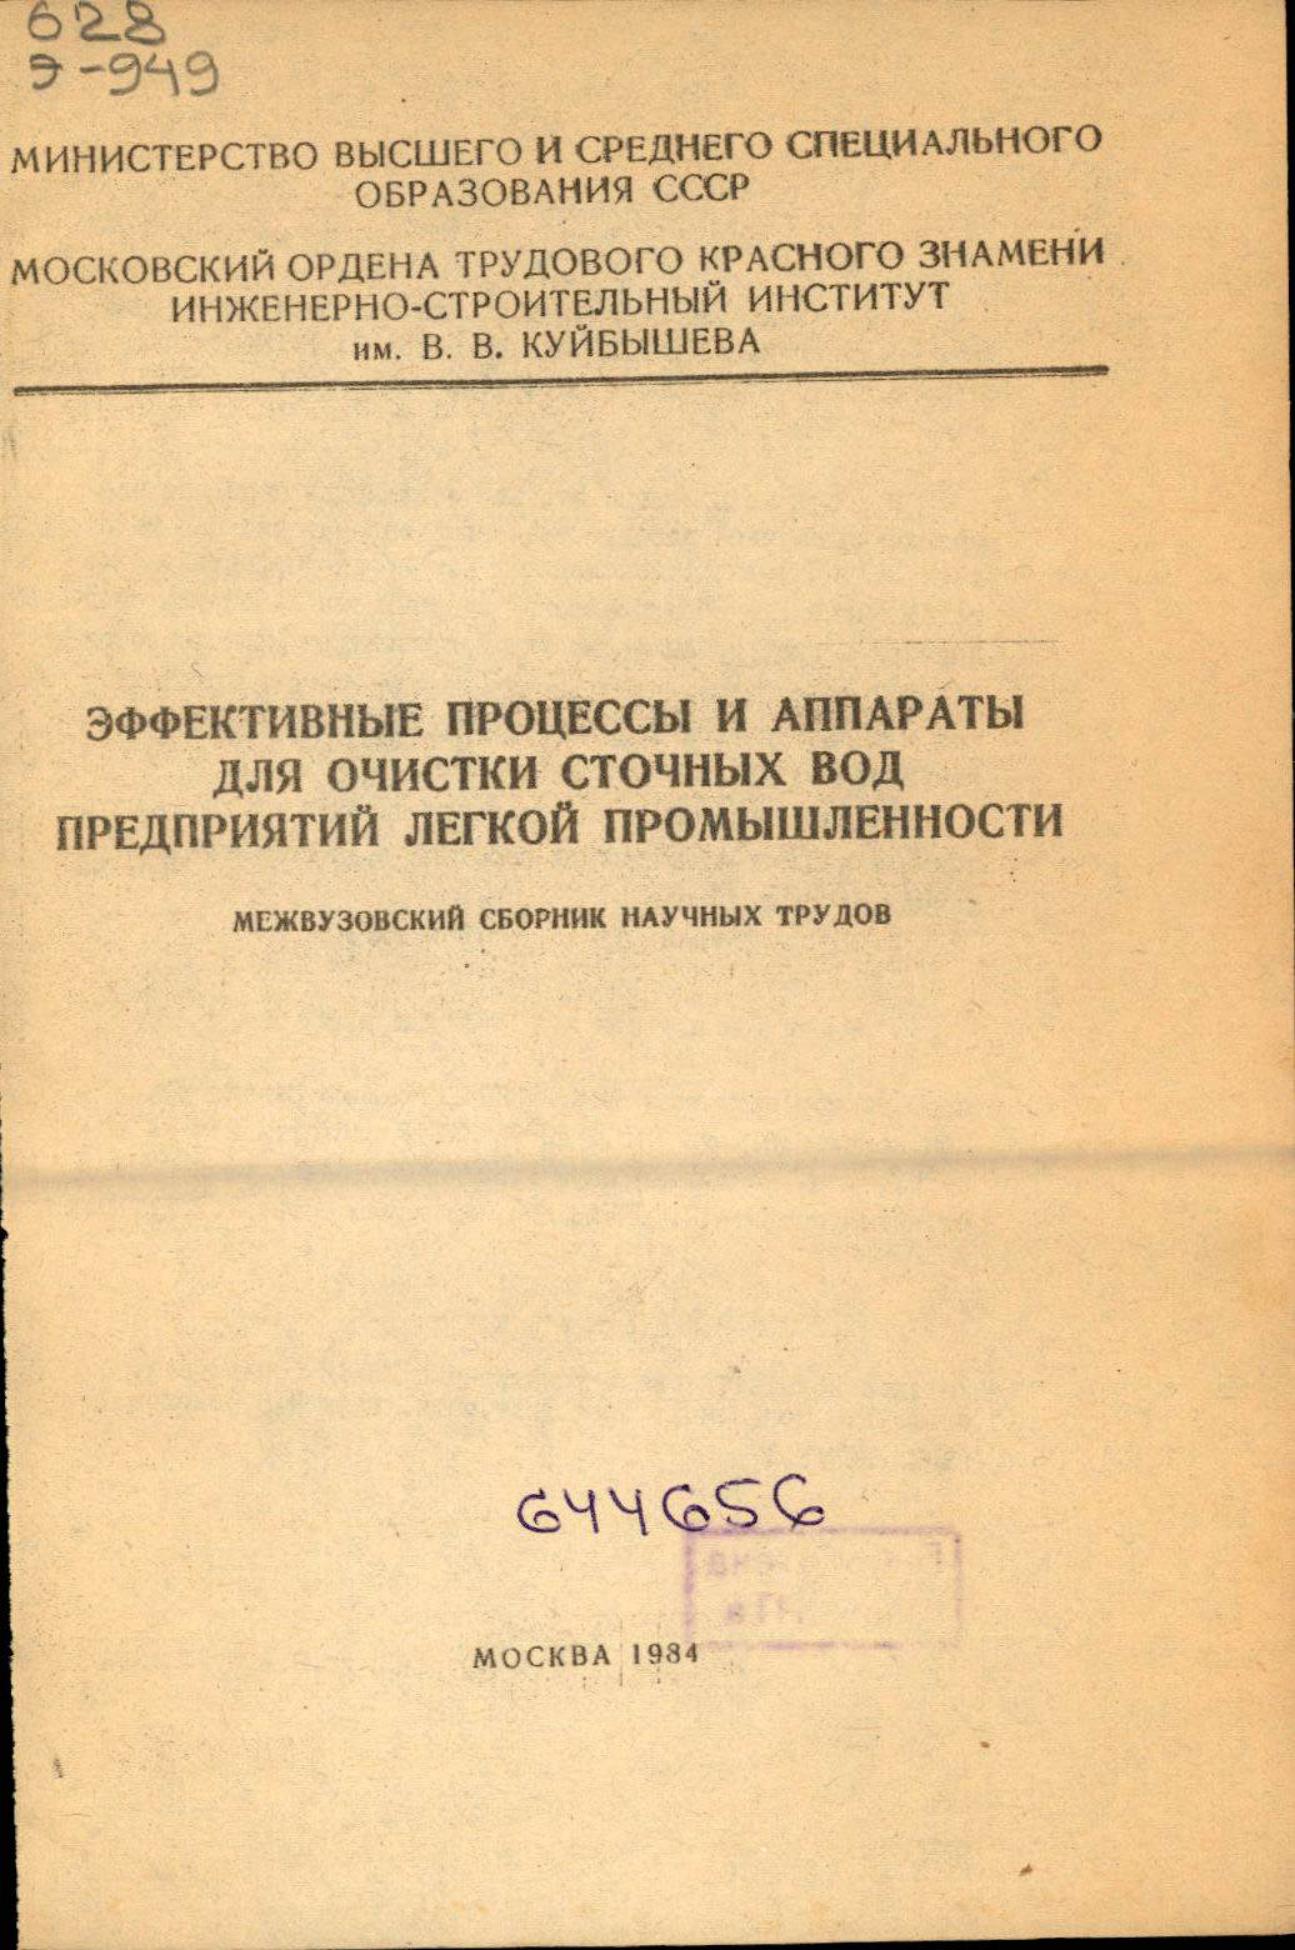 628
Э-949
МИНИСТЕРСТВО ВЫСШЕГО И СРЕДНЕГО СПЕЦИАЛЬНОГО
ОБРАЗОВАНИЯ СССР
МОСКОВСКИЙ ОРДЕНА ТРУДОВОГО КРАСНОГО ЗНАМЕНИ
ИНЖЕНЕРНО-СТРОИТЕЛЬНЫЙ ИНСТИТУТ
им. В. В. КУЙБЫШЕВА
ЭФФЕКТИВНЫЕ ПРОЦЕССЫ И АППАРАТЫ
ДЛЯ ОЧИСТКИ СТОЧНЫХ ВОД
ПРЕДПРИЯТИЙ ЛЕГКОЙ ПРОМЫШЛЕННОСТИ
МЕЖВУЗОВСКИЙ СБОРНИК НАУЧНЫХ ТРУДОВ
644656
МОСКВА 1984